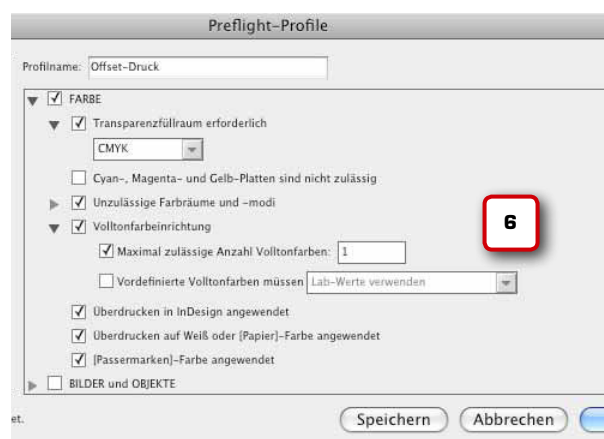 Preflight-Profile
Profilname: Offset-Druck
FARBE
Transparenzfüllraum erforderlich
CMYK
Cyan-, Magenta- und Gelb-Platten sind nicht zulässig
Unzulässige Farbräume und -modi
Volltonfarbeinrichtung
6
Maximal zulässige Anzahl Volltonfarben: 1
Vordefinierte Volltonfarben müssen Lab-Werte verwenden
Überdrucken in InDesign angewendet
Überdrucken auf Weiß oder [Papier]-Farbe angewendet
[Passermarken]-Farbe angewendet
BILDER und OBJEKTE
et.
Speichern Abbrechen